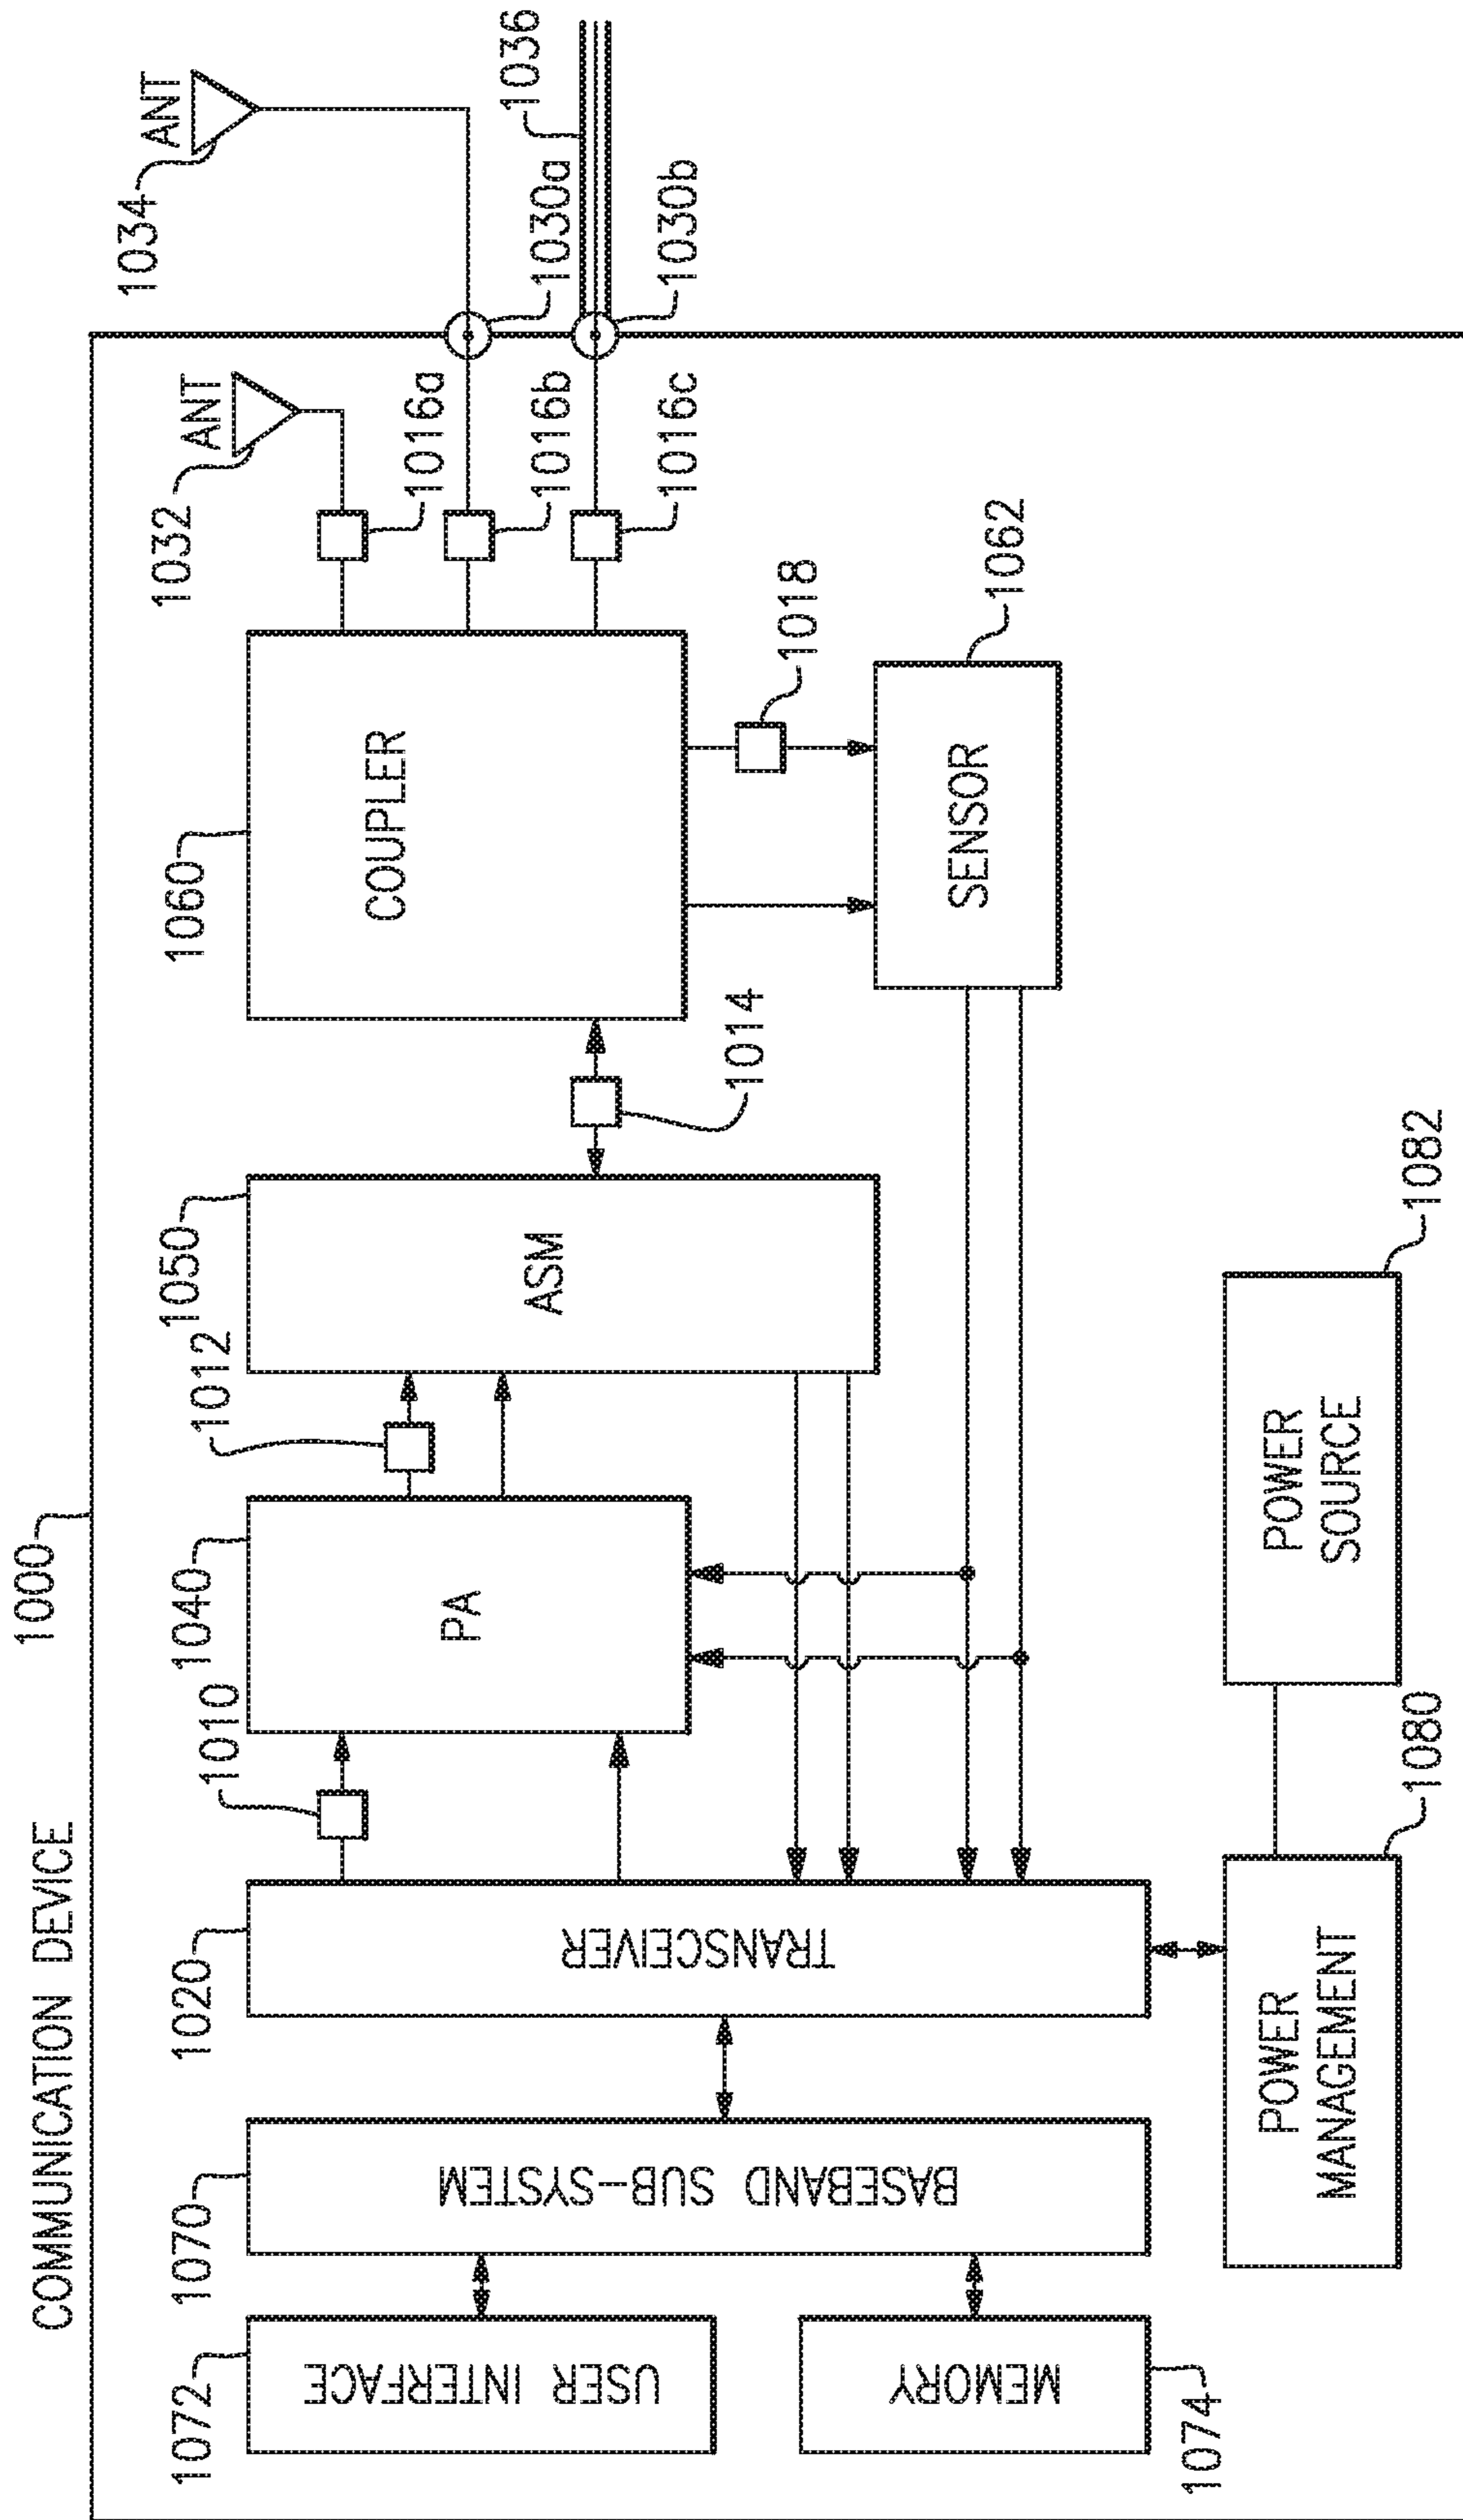 COMMUNICATION DEVICE
1000
1034
ANT
1032
ANT
1036
1030a
1030b
1016a
1016b
1016c
1072
USER INTERFACE
1070
BASEBAND SUB-SYSTEM
1020
TRANSCEIVER
1010
1040
PA
1012
1050
ASM
1014
1060
COUPLER
1018
1062
SENSOR
MEMORY
1074
POWER
MANAGEMENT
1080
POWER
SOURCE
1082